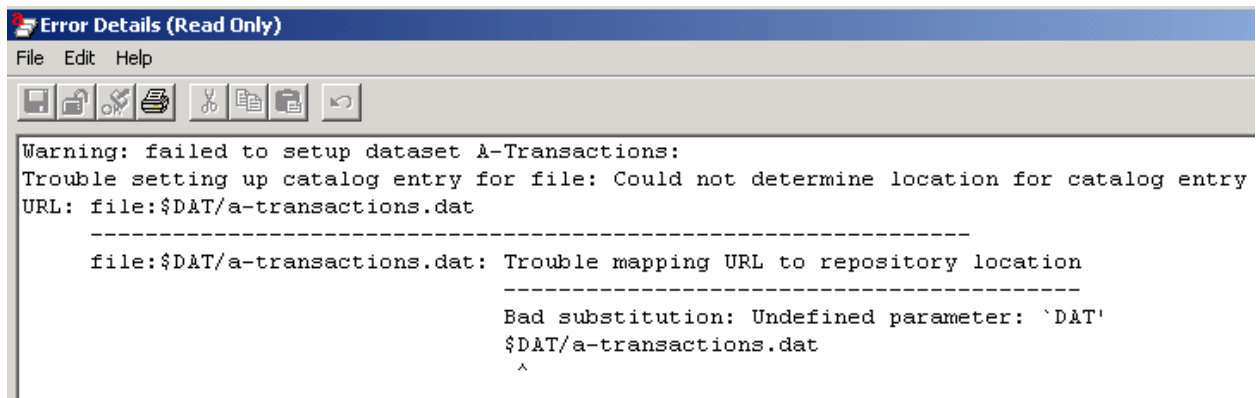 Error Details (Read Only)
File Edit Help
Warning: failed to setup dataset A-Transactions:
Trouble setting up catalog entry for file: Could not determine location for catalog entry
URL: file:$DAT/a-transactions.dat
----------------------------------------------------------------
file:$DAT/a-transactions.dat: Trouble mapping URL to repository location
------------------------------------------
Bad substitution: Undefined parameter: `DAT'
$DAT/a-transactions.dat
^